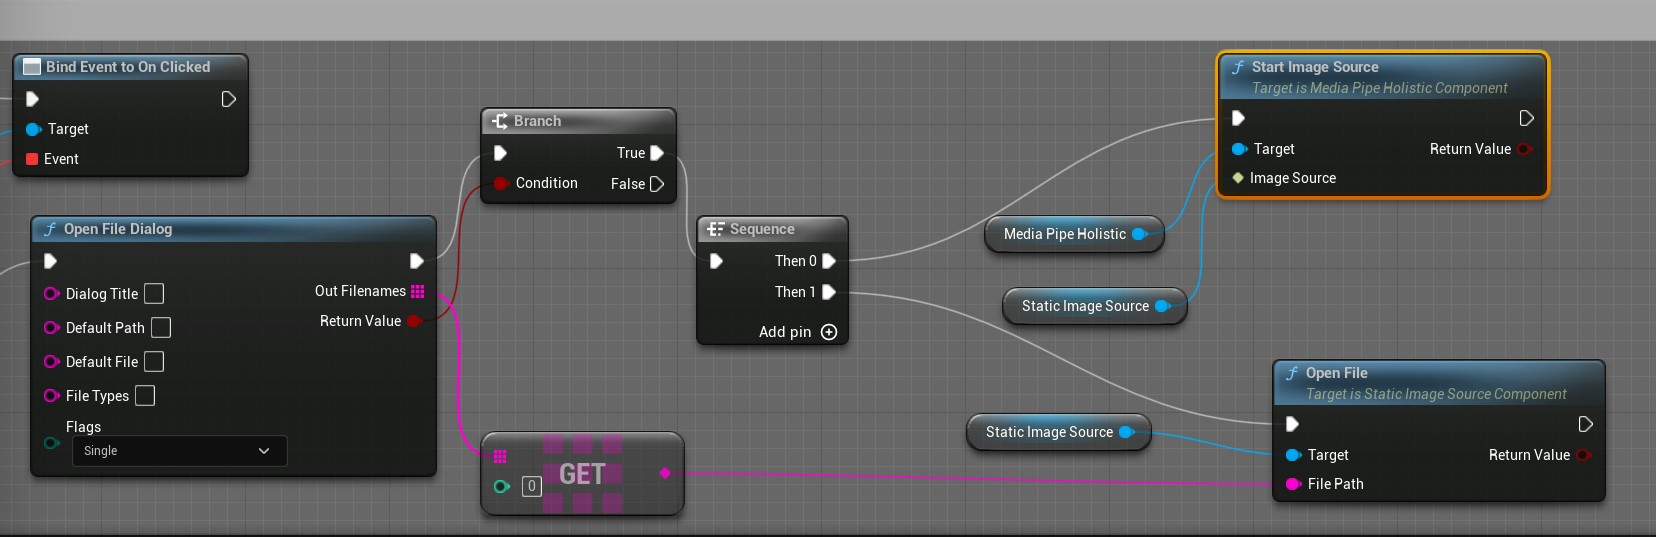 Bind Event to On Clicked
Target
Event
Open File Dialog
Dialog Title
Default Path
Default File
File Types
Flags
Single
Out Filenames
Return Value
Branch
Condition
True
False
Sequence
Then 0
Then 1
Add pin
0
GET
Media Pipe Holistic
Static Image Source
Static Image Source
f Start Image Source
Target is Media Pipe Holistic Component
Target
Return Value
Image Source
f Open File
Target is Static Image Source Component
Target
Return Value
File Path